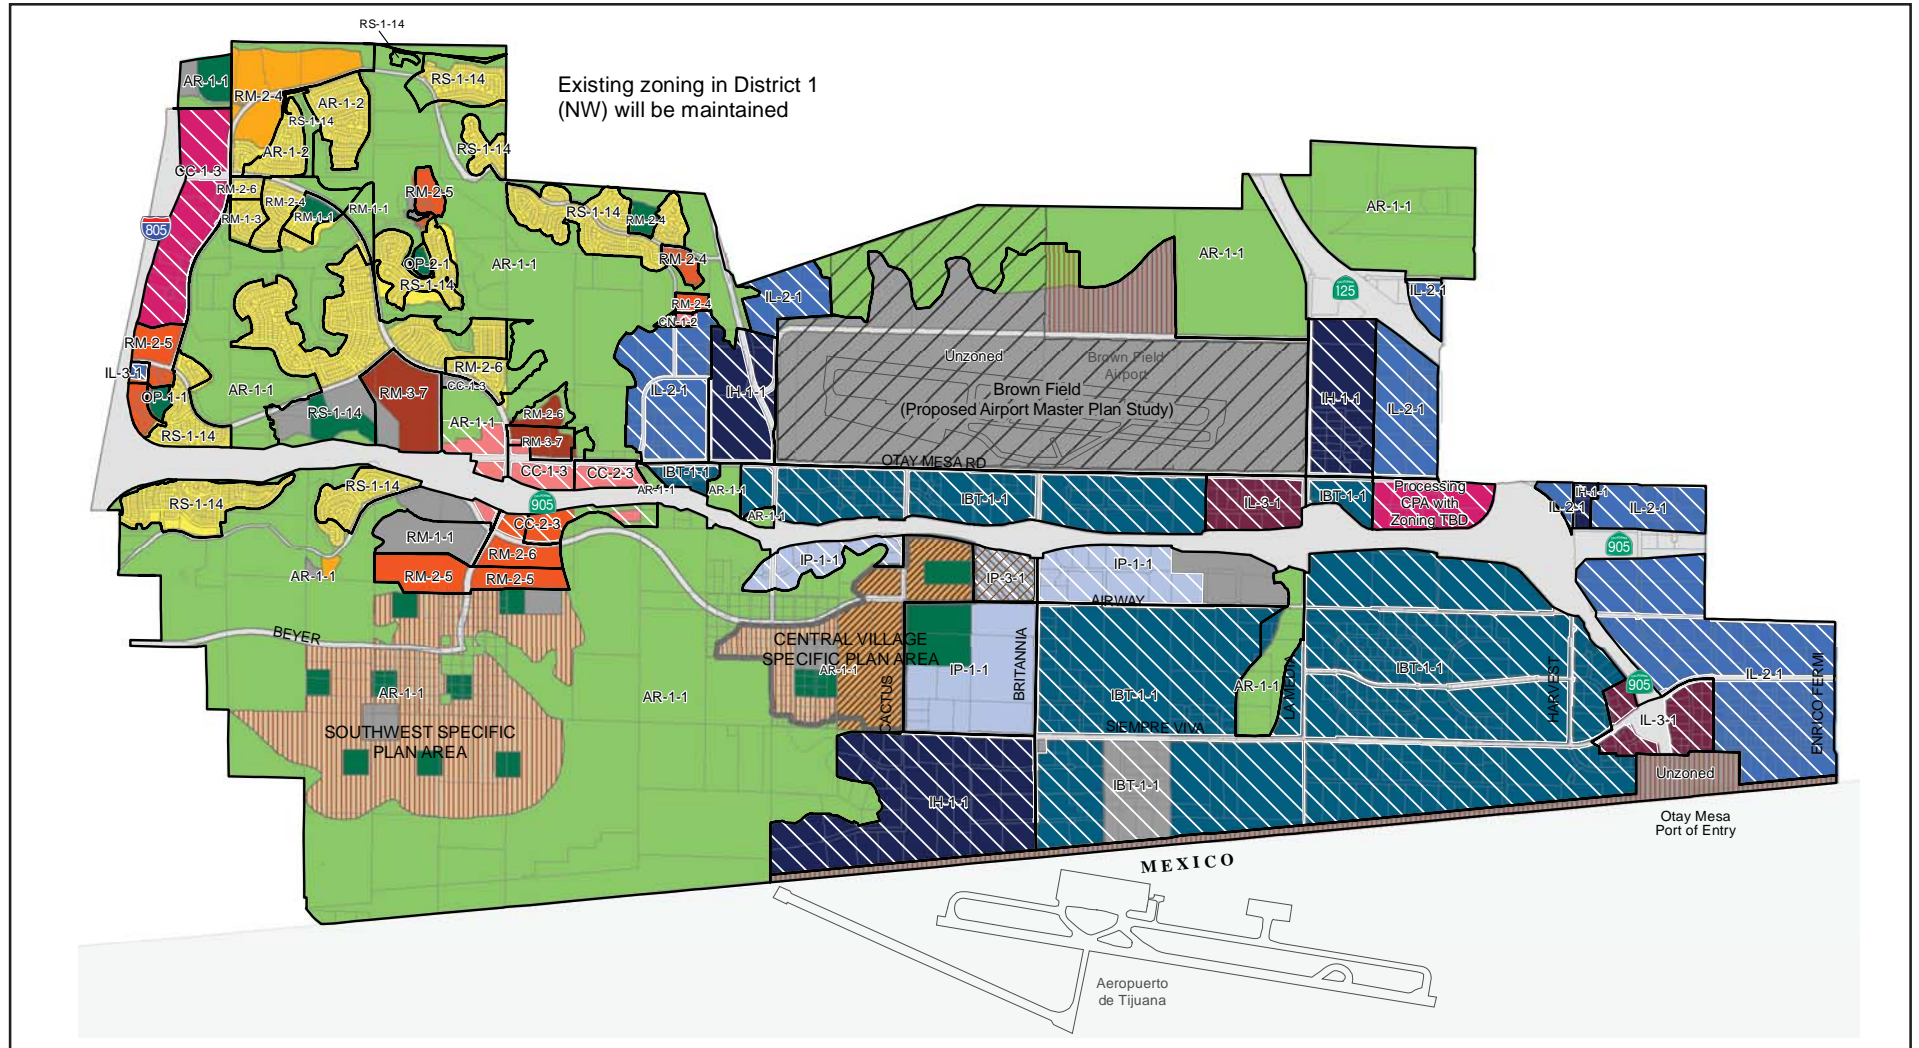 RS-1-14
Existing zoning in District 1
(NW) will be maintained
AR-1-1
RM-2-4
AR-1-2
RS-1-14
RS-1-14
AR-1-2
RS-1-14
CC-1-3
RM-2-6
RM-2-4
RM-1-3
RM-1-1
RM-1-1
RM-2-5
RS-1-14
RM-2-4
AR-1-1
805
OP-2-1
RS-1-14
AR-1-1
RM-2-4
AR-1-1
IL-2-1
RM-2-4
CN-1-2
125
IL-2-1
RM-2-5
IL-3-1
OP-1-1
RS-1-14
AR-1-1
RS-1-14
RM-3-7
RM-2-6
CC-1-3
AR-1-1
RM-2-6
RM-3-7
IL-2-1
IH-1-1
Unzoned
Brown Field
Airport
Brown Field
(Proposed Airport Master Plan Study)
IH-1-1
IL-2-1
OTAY MESA RD
CC-1-3
CC-2-3
IBT-1-1
AR-1-1
AR-1-1
AR-1-1
IBT-1-1
IL-3-1
IBT-1-1
Processing
CPA with
Zoning TBD
IL-2-1
IH-1-1
IL-2-1
RS-1-14
RS-1-14
905
CC-2-3
RM-1-1
RM-2-6
RM-2-5
RM-2-5
AR-1-1
IP-1-1
IP-3-1
IP-1-1
905
AIRWAY
BEYER
CENTRAL VILLAGE
SPECIFIC PLAN AREA
AR-1-1
CACTUS
IP-1-1
BRITANNIA
AR-1-1
SOUTHWEST SPECIFIC
PLAN AREA
AR-1-1
IBT-1-1
AR-1-1
LA MEDIA
IBT-1-1
HARVEST
905
IL-2-1
ENRICO FERMI
SIEMPRE VIVA
IL-3-1
Unzoned
IH-1-1
IBT-1-1
Otay Mesa
Port of Entry
MEXICO
Aeropuerto
de Tijuana